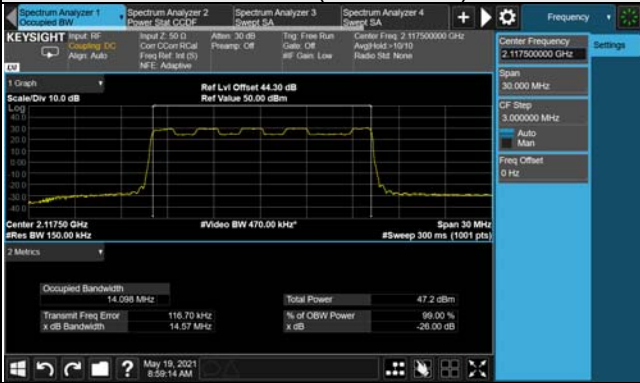 Spectrum Analyzer 1
Occupied BW
Spectrum Analyzer 2
Power Stat CCDF
Spectrum Analyzer 3
Swept SA
Spectrum Analyzer 4
Swept SA
Frequency
KEYSIGHT
Input: RF
Coupling: DC
Align: Auto
Input Z: 50 Ω
Corr CCorr RCal
Freq Ref: Int (S)
NFE: Adaptive
Atten: 30 dB
Preamp: Off
Trig: Free Run
Gate: Off
#IF Gain: Low
Center Freq: 2.117500000 GHz
Avg|Hold:>10/10
Radio Std: None
Center Frequency
2.117500000 GHz
Settings
Span
30.000 MHz
CF Step
3.000000 MHz
Auto
Man
Freq Offset
0 Hz
1 Graph
Scale/Div 10.0 dB
Ref Lvl Offset 44.30 dB
Ref Value 50.00 dBm
Log
40.0
30.0
20.0
10.0
0.00
-10.0
-20.0
-30.0
-40.0
Center 2.11750 GHz
#Res BW 150.00 kHz
#Video BW 470.00 kHz*
Span 30 MHz
#Sweep 300 ms (1001 pts)
2 Metrics
Occupied Bandwidth
14.098 MHz
Total Power 47.2 dBm
Transmit Freq Error 116.70 kHz
% of OBW Power 99.00 %
x dB Bandwidth 14.57 MHz
x dB -26.00 dB
May 19, 2021
8:59:14 AM